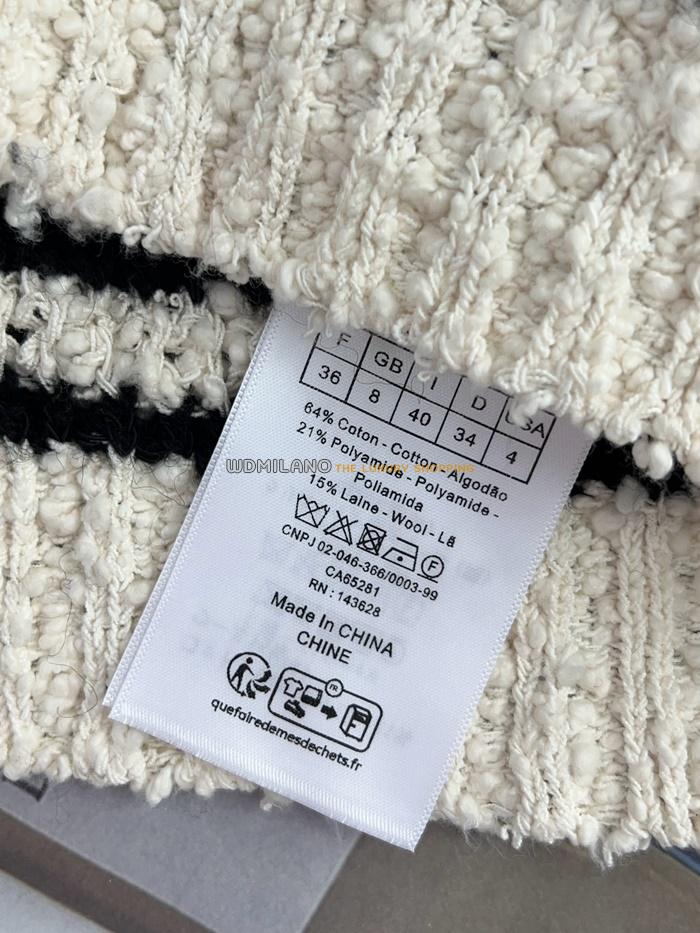 F GB I D USA
36 8 40 34 4
64% Coton - Cotton - Algodão
21% Polyamide - Polyamide -
Poliamida
15% Laine - Wool - Lã
WDMILANO THE LUXURY SHOPPING
F
CNPJ 02-046-366/0003-99
CA65281
RN : 143628
Made In CHINA
CHINE
FR
quefairedemesdechets.fr